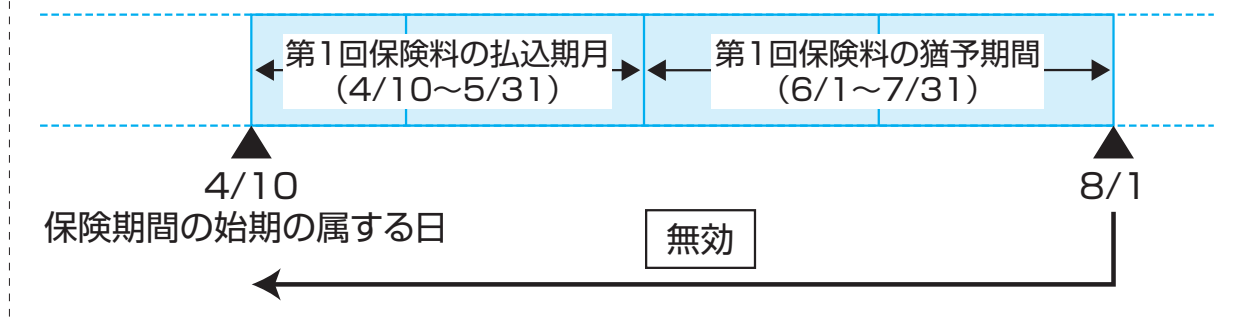 第1回保険料の払込期月
（4/10～5/31）
第1回保険料の猶予期間
（6/1～7/31）
4/10
保険期間の始期の属する日
8/1
無効